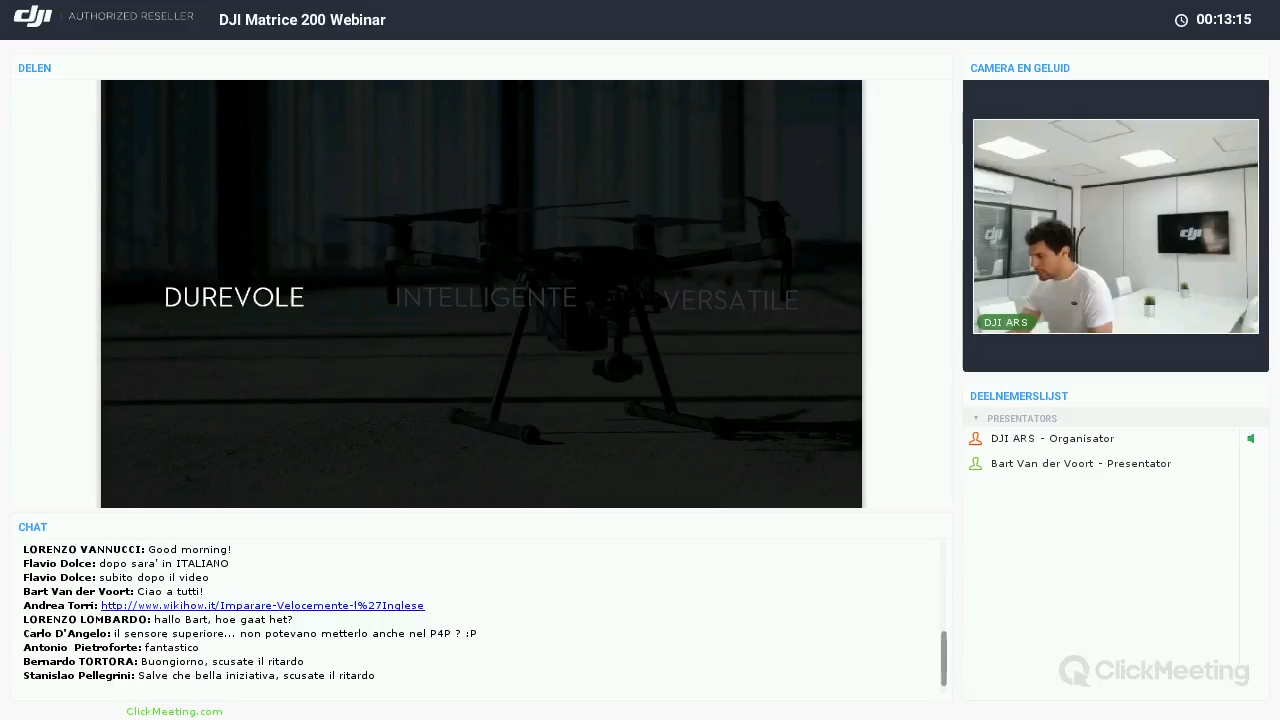 dji AUTHORIZED RESELLER DJI Matrice 200 Webinar 00:13:15
DELEN
DUREVOLE INTELLIGENTE VERSATILE
CAMERA EN GELUID
dji dji
DJI ARS
DEELNEMERSLIJST
PRESENTATORS
DJI ARS - Organisator
Bart Van der Voort - Presentator
CHAT
LORENZO VANNUCCI: Good morning!
Flavio Dolce: dopo sara' in ITALIANO
Flavio Dolce: subito dopo il video
Bart Van der Voort: Ciao a tutti!
Andrea Torri: http://www.wikihow.it/Imparare-Velocemente-l%27Inglese
LORENZO LOMBARDO: hallo Bart, hoe gaat het?
Carlo D'Angelo: il sensore superiore... non potevano metterlo anche nel P4P ? :P
Antonio Pietroforte: fantastico
Bernardo TORTORA: Buongiorno, scusate il ritardo
Stanislao Pellegrini: Salve che bella iniziativa, scusate il ritardo
ClickMeeting
ClickMeeting.com